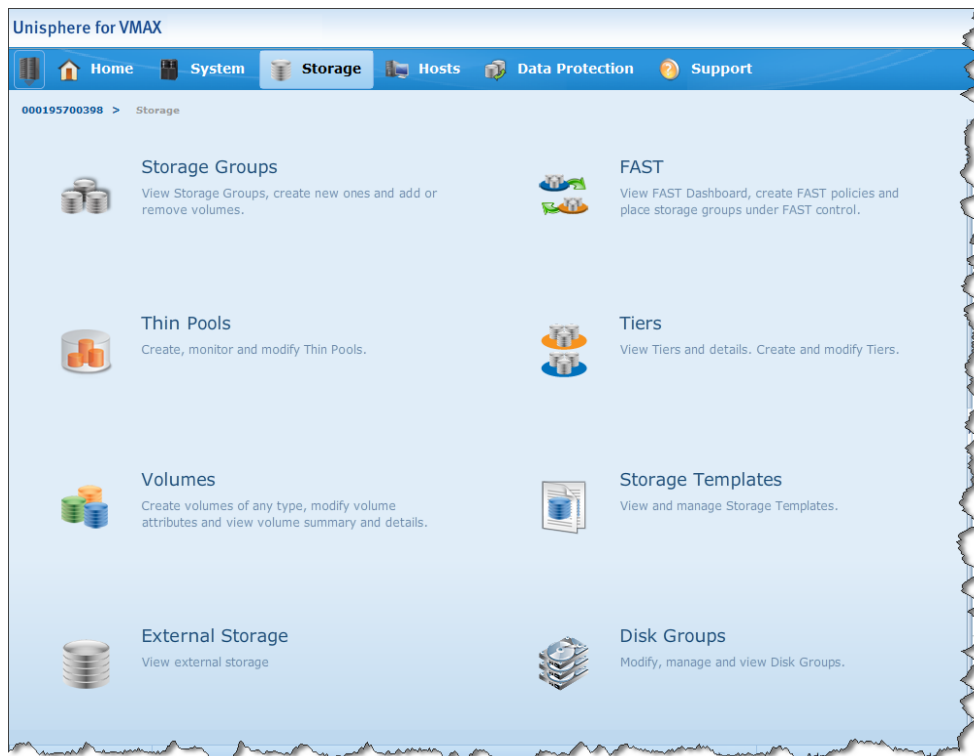 Unisphere for VMAX
Home System Storage Hosts Data Protection Support
000195700398 > Storage
Storage Groups
View Storage Groups, create new ones and add or
remove volumes.
FAST
View FAST Dashboard, create FAST policies and
place storage groups under FAST control.
Thin Pools
Create, monitor and modify Thin Pools.
Tiers
View Tiers and details. Create and modify Tiers.
Volumes
Create volumes of any type, modify volume
attributes and view volume summary and details.
Storage Templates
View and manage Storage Templates.
External Storage
View external storage
Disk Groups
Modify, manage and view Disk Groups.